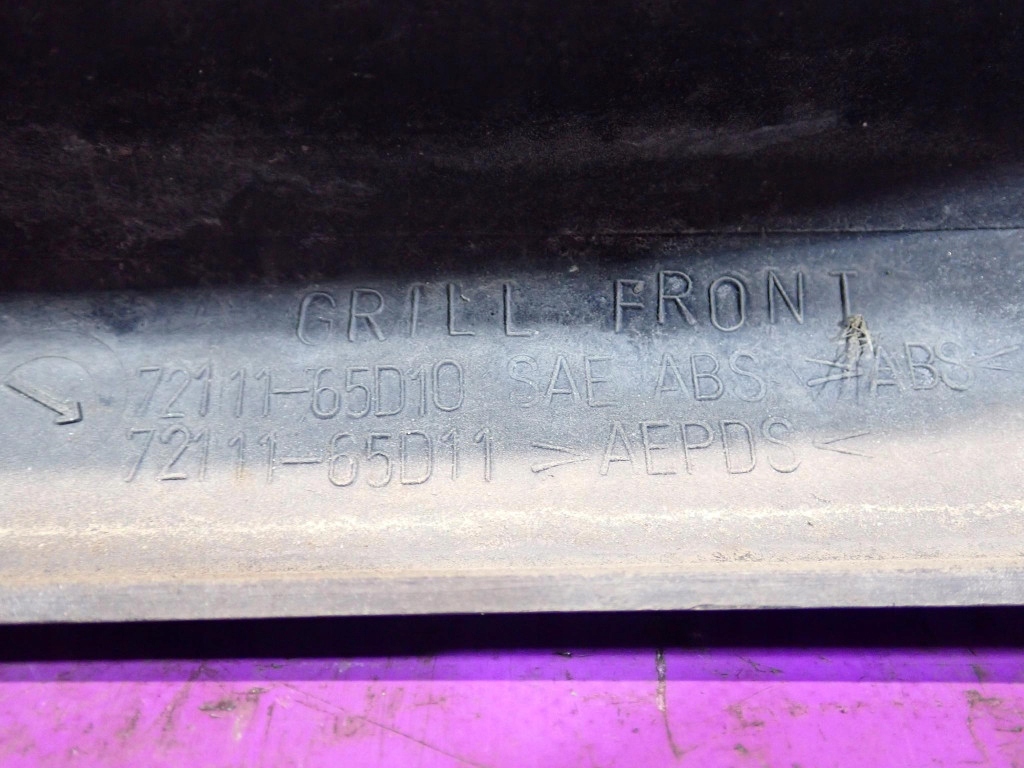 GRILL FRONT
72111-65D10 SAE ABS >ABS<
72111-65D11 >AEPDS<